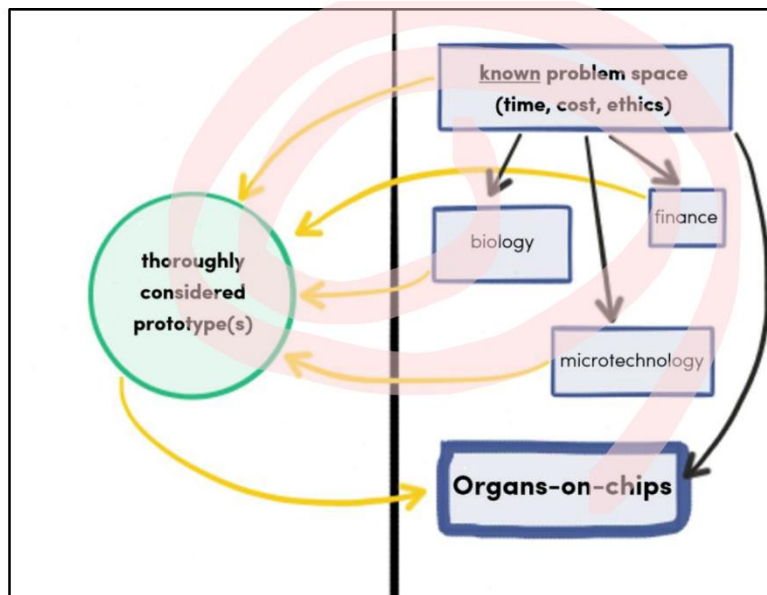 known problem space
(time, cost, ethics)
finance
biology
thoroughly
considered
prototype(s)
microtechnology
Organs-on-chips